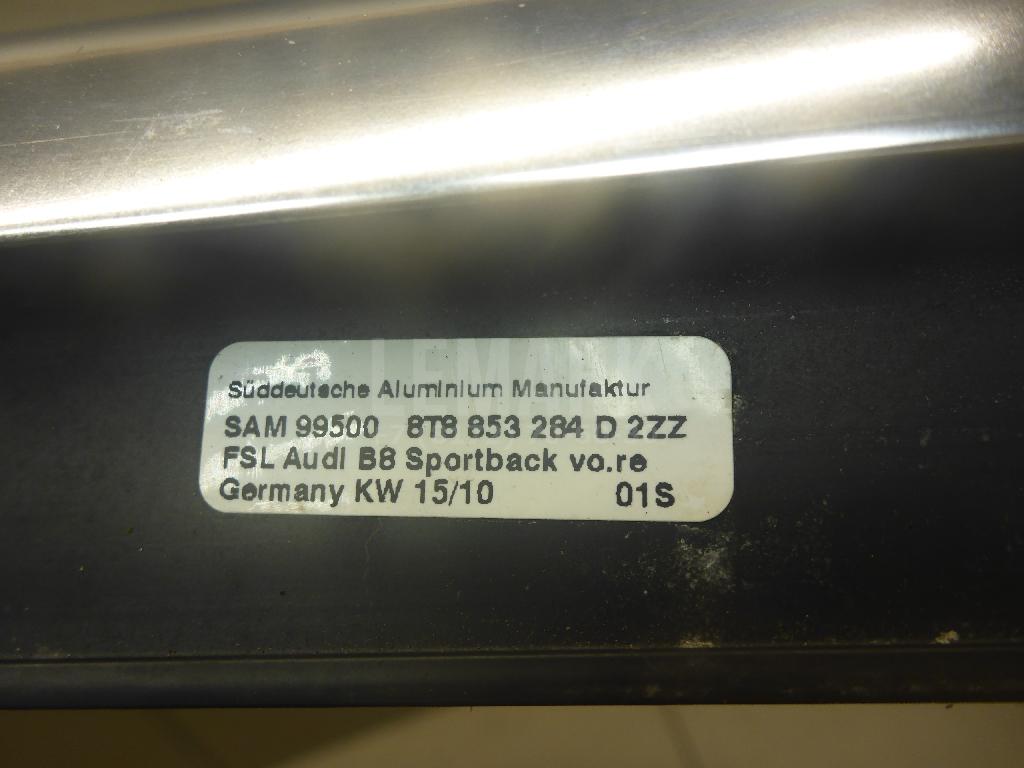 LEMARK
Süddeutsche Aluminium Manufaktur
SAM 99500 8T8 853 284 D 2ZZ
FSL Audi B8 Sportback vo.re
Germany KW 15/10 01S